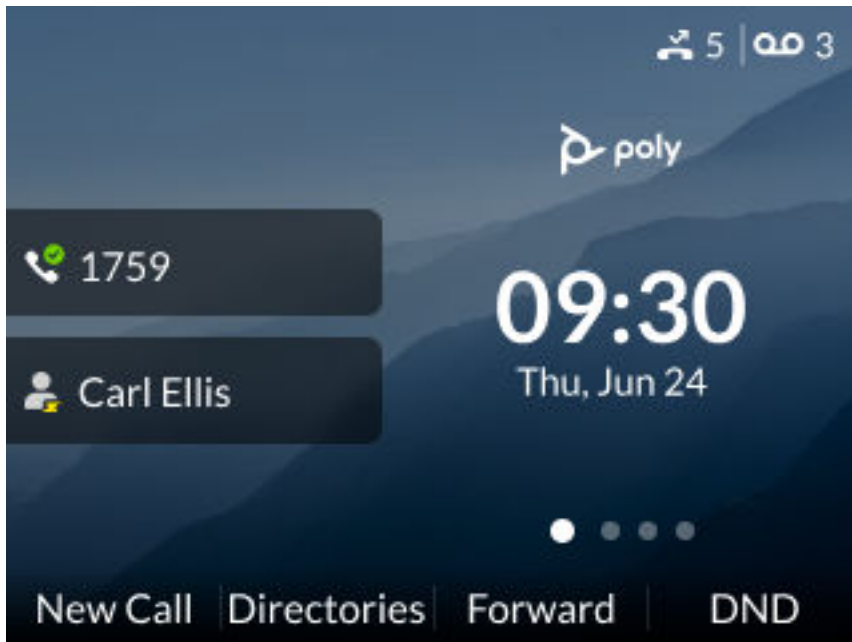 5 | 3
poly
1759
09:30
Carl Ellis
Thu, Jun 24
New Call | Directories | Forward | DND